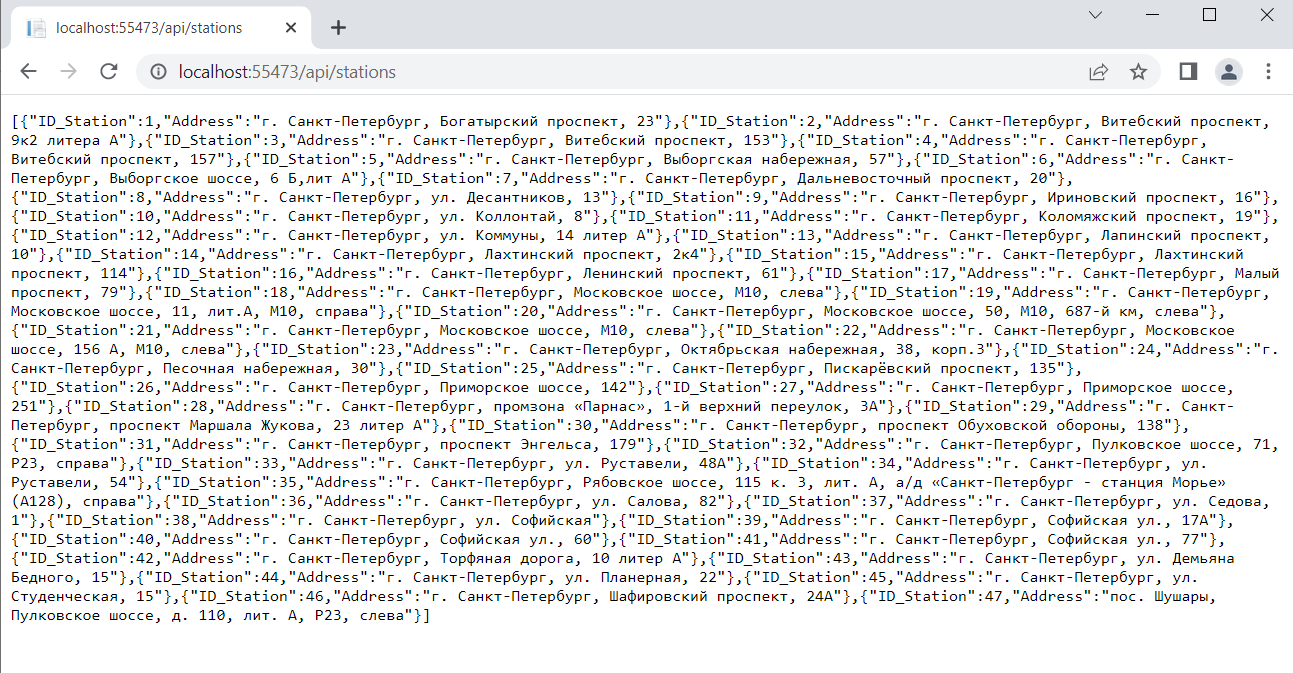 localhost:55473/api/stations
localhost:55473/api/stations
[{"ID_Station":1,"Address":"г. Санкт-Петербург, Богатырский проспект, 23"},{"ID_Station":2,"Address":"г. Санкт-Петербург, Витебский проспект,
9к2 литера А"},{"ID_Station":3,"Address":"г. Санкт-Петербург, Витебский проспект, 153"},{"ID_Station":4,"Address":"г. Санкт-Петербург,
Витебский проспект, 157"},{"ID_Station":5,"Address":"г. Санкт-Петербург, Выборгская набережная, 57"},{"ID_Station":6,"Address":"г. Санкт-
Петербург, Выборгское шоссе, 6 Б,лит А"},{"ID_Station":7,"Address":"г. Санкт-Петербург, Дальневосточный проспект, 20"},
{"ID_Station":8,"Address":"г. Санкт-Петербург, ул. Десантников, 13"},{"ID_Station":9,"Address":"г. Санкт-Петербург, Ириновский проспект, 16"},
{"ID_Station":10,"Address":"г. Санкт-Петербург, ул. Коллонтай, 8"},{"ID_Station":11,"Address":"г. Санкт-Петербург, Коломяжский проспект, 19"},
{"ID_Station":12,"Address":"г. Санкт-Петербург, ул. Коммуны, 14 литер А"},{"ID_Station":13,"Address":"г. Санкт-Петербург, Лапинский проспект,
10"},{"ID_Station":14,"Address":"г. Санкт-Петербург, Лахтинский проспект, 2к4"},{"ID_Station":15,"Address":"г. Санкт-Петербург, Лахтинский
проспект, 114"},{"ID_Station":16,"Address":"г. Санкт-Петербург, Ленинский проспект, 61"},{"ID_Station":17,"Address":"г. Санкт-Петербург, Малый
проспект, 79"},{"ID_Station":18,"Address":"г. Санкт-Петербург, Московское шоссе, М10, слева"},{"ID_Station":19,"Address":"г. Санкт-Петербург,
Московское шоссе, 11, лит.А, М10, справа"},{"ID_Station":20,"Address":"г. Санкт-Петербург, Московское шоссе, 50, М10, 687-й км, слева"},
{"ID_Station":21,"Address":"г. Санкт-Петербург, Московское шоссе, М10, слева"},{"ID_Station":22,"Address":"г. Санкт-Петербург, Московское
шоссе, 156 А, М10, слева"},{"ID_Station":23,"Address":"г. Санкт-Петербург, Октябрьская набережная, 38, корп.3"},{"ID_Station":24,"Address":"г.
Санкт-Петербург, Песочная набережная, 30"},{"ID_Station":25,"Address":"г. Санкт-Петербург, Пискарёвский проспект, 135"},
{"ID_Station":26,"Address":"г. Санкт-Петербург, Приморское шоссе, 142"},{"ID_Station":27,"Address":"г. Санкт-Петербург, Приморское шоссе,
251"},{"ID_Station":28,"Address":"г. Санкт-Петербург, промзона «Парнас», 1-й верхний переулок, 3А"},{"ID_Station":29,"Address":"г. Санкт-
Петербург, проспект Маршала Жукова, 23 литер А"},{"ID_Station":30,"Address":"г. Санкт-Петербург, проспект Обуховской обороны, 138"},
{"ID_Station":31,"Address":"г. Санкт-Петербург, проспект Энгельса, 179"},{"ID_Station":32,"Address":"г. Санкт-Петербург, Пулковское шоссе, 71,
Р23, справа"},{"ID_Station":33,"Address":"г. Санкт-Петербург, ул. Руставели, 48А"},{"ID_Station":34,"Address":"г. Санкт-Петербург, ул.
Руставели, 54"},{"ID_Station":35,"Address":"г. Санкт-Петербург, Рябовское шоссе, 115 к. 3, лит. А, а/д «Санкт-Петербург - станция Морье»
(А128), справа"},{"ID_Station":36,"Address":"г. Санкт-Петербург, ул. Салова, 82"},{"ID_Station":37,"Address":"г. Санкт-Петербург, ул. Седова,
1"},{"ID_Station":38,"Address":"г. Санкт-Петербург, ул. Софийская"},{"ID_Station":39,"Address":"г. Санкт-Петербург, Софийская ул., 17А"},
{"ID_Station":40,"Address":"г. Санкт-Петербург, Софийская ул., 60"},{"ID_Station":41,"Address":"г. Санкт-Петербург, Софийская ул., 77"},
{"ID_Station":42,"Address":"г. Санкт-Петербург, Торфяная дорога, 10 литер А"},{"ID_Station":43,"Address":"г. Санкт-Петербург, ул. Демьяна
Бедного, 15"},{"ID_Station":44,"Address":"г. Санкт-Петербург, ул. Планерная, 22"},{"ID_Station":45,"Address":"г. Санкт-Петербург, ул.
Студенческая, 15"},{"ID_Station":46,"Address":"г. Санкт-Петербург, Шафировский проспект, 24А"},{"ID_Station":47,"Address":"пос. Шушары,
Пулковское шоссе, д. 110, лит. А, Р23, слева"}]